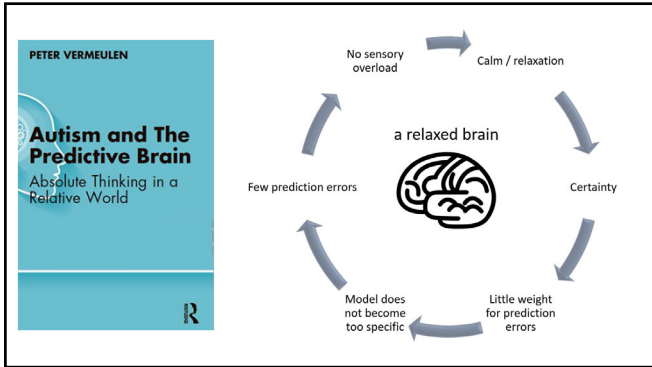 PETER VERMEULEN
Autism and The
Predictive Brain
Absolute Thinking in a
Relative World
R
No sensory
overload
Calm / relaxation
a relaxed brain
Few prediction errors
Certainty
Model does
not become
too specific
Little weight
for prediction
errors